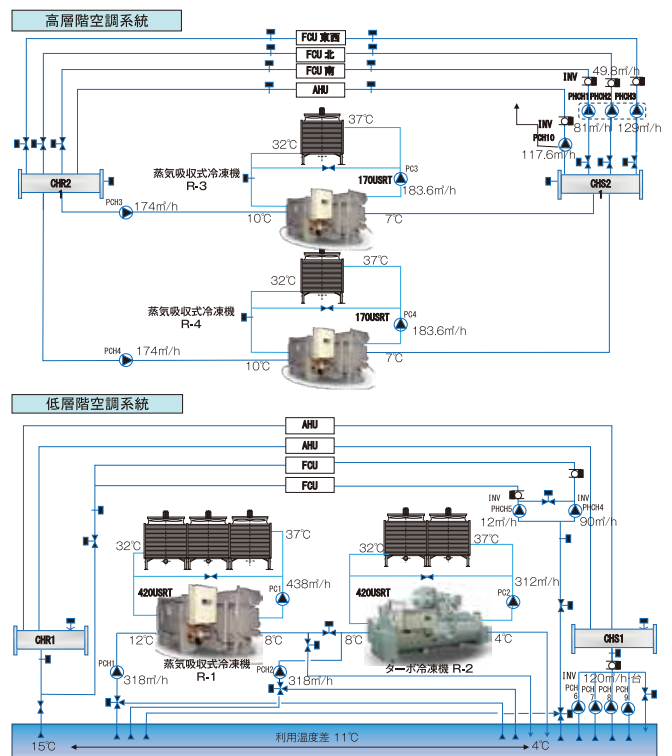 高層階空調系統
FCU 東西
FCU 北
FCU 南
AHU
INV
49.8㎥/h
PHCH1
PHCH2
PHCH3
81㎥/h
129㎥/h
INV
PCH10
117.6㎥/h
37℃
32℃
蒸気吸収式冷凍機
R-3
170USRT
PC3
183.6㎥/h
CHR2
1
CHS2
1
PCH3
174㎥/h
10℃
7℃
37℃
32℃
蒸気吸収式冷凍機
R-4
170USRT
PC4
183.6㎥/h
PCH4
174㎥/h
10℃
7℃
低層階空調系統
AHU
AHU
FCU
FCU
INV
PHCH5
12㎥/h
INV
PHCH4
90㎥/h
32℃
37℃
32℃
37℃
420USRT
PC1
438㎥/h
420USRT
PC2
312㎥/h
CHR1
CHS1
12℃
8℃
8℃
4℃
蒸気吸収式冷凍機
R-1
ターボ冷凍機 R-2
PCH1
318㎥/h
PCH2
318㎥/h
INV
120㎥/h·台
PCH
6
PCH
7
PCH
8
PCH
9
利用温度差 11℃
15℃
4℃